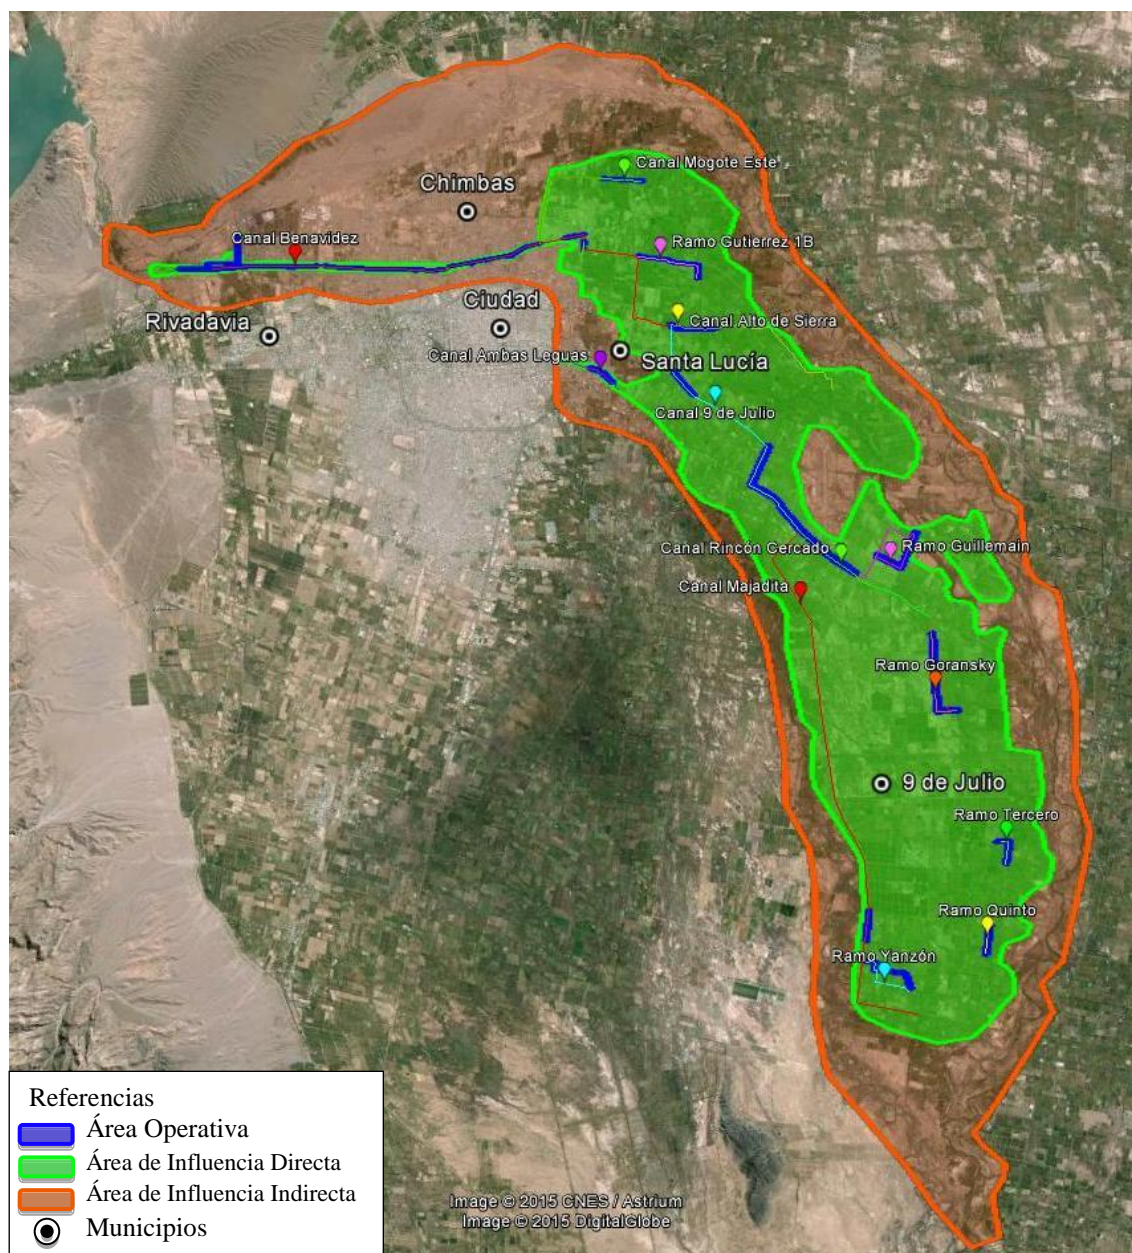 Canal Mogote Este
Chimbas
Canal Benavidez
Ramo Gutierrez 1B
Ciudad
Rivadavia
Canal Alto de Sierra
Canal Ambas Leguas
Santa Lucía
Canal 9 de Julio
Canal Rincón Cercado
Ramo Guillemain
Canal Majadita
Ramo Goransky
9 de Julio
Ramo Tercero
Ramo Quinto
Ramo Yanzón
Referencias
Área Operativa
Área de Influencia Directa
Área de Influencia Indirecta
Municipios
Image © 2015 CNES / Astrium
Image © 2015 DigitalGlobe